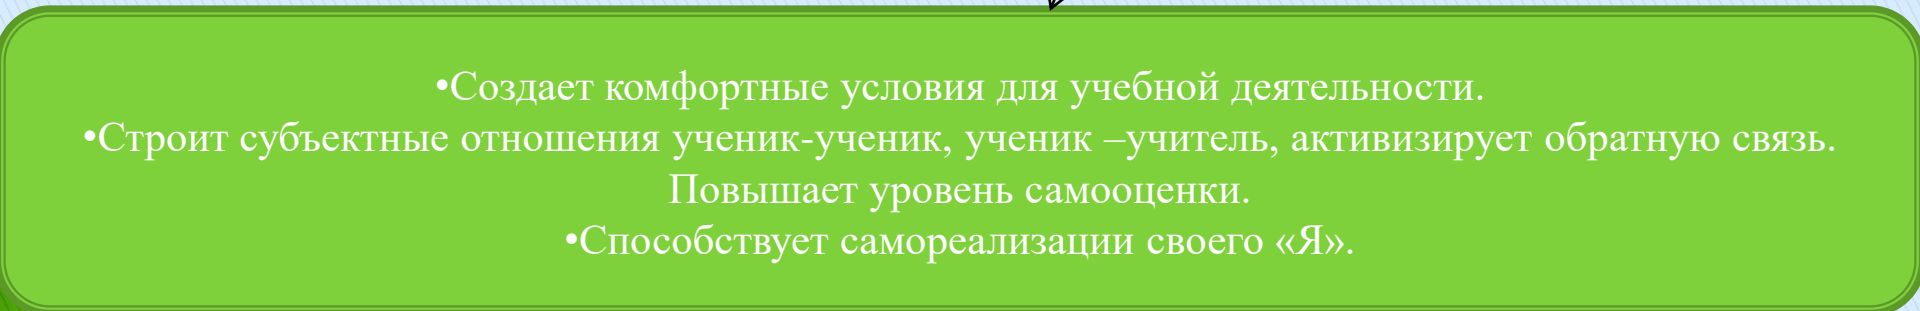 •Создает комфортные условия для учебной деятельности.
•Строит субъектные отношения ученик-ученик, ученик –учитель, активизирует обратную связь.
Повышает уровень самооценки.
•Способствует самореализации своего «Я».